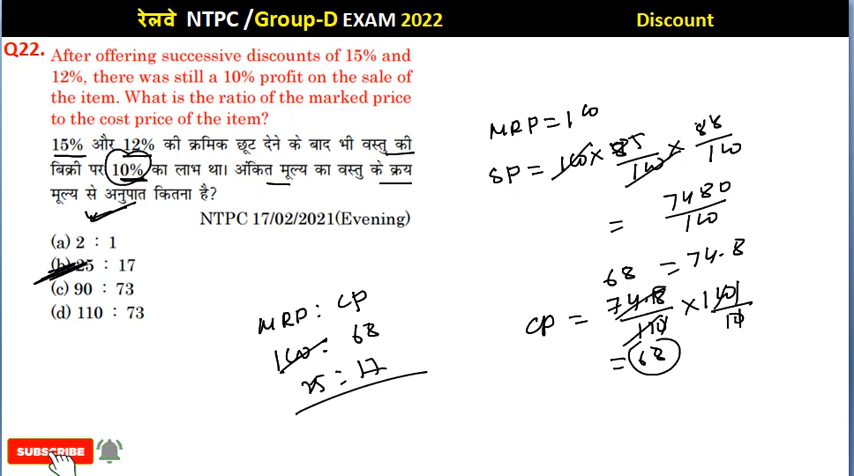 रेलवे NTPC /Group-D EXAM 2022
Discount
Q22. After offering successive discounts of 15% and
12%, there was still a 10% profit on the sale of
the item. What is the ratio of the marked price
to the cost price of the item?
15% और 12% की क्रमिक छूट देने के बाद भी वस्तु की
बिक्री पर 10% का लाभ था। अंकित मूल्य का वस्तु के क्रय
मूल्य से अनुपात कितना है?
NTPC 17/02/2021(Evening)
(a) 2 : 1
(b) 25 : 17
(c) 90 : 73
(d) 110 : 73
MRP = 100
SP = 100 × 85/100 × 88/100
= 7480/100
68 = 74.8
CP = 74.8/110 × 100
= 68
MRP : CP
100 : 68
25 : 17
SUBSCRIBE